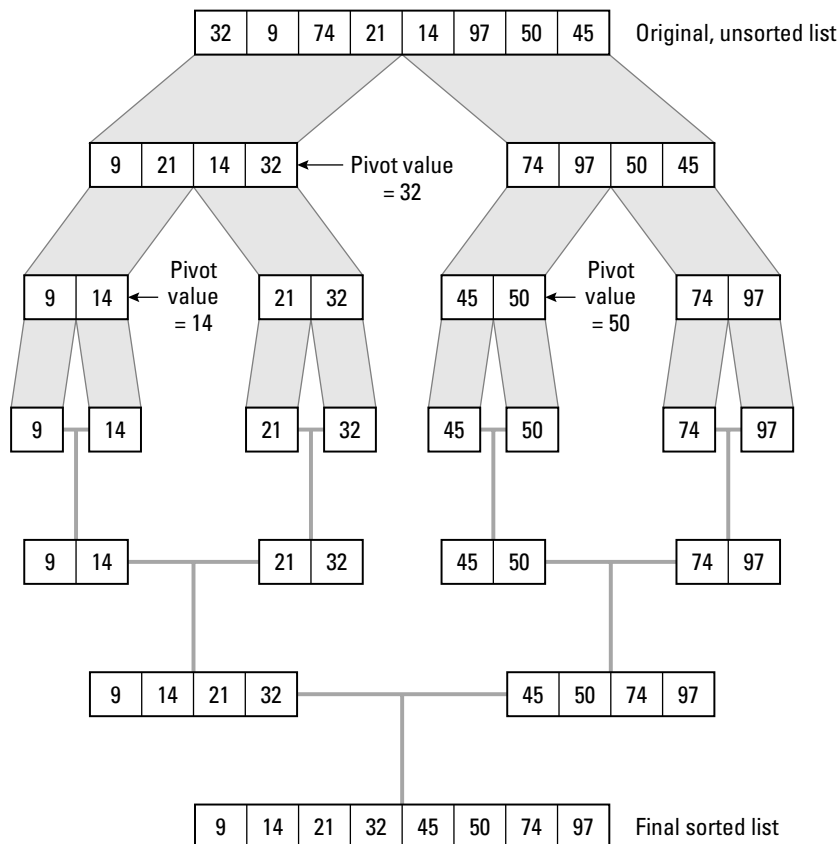 32 9 74 21 14 97 50 45 Original, unsorted list
9 21 14 32 Pivot value = 32 74 97 50 45
9 14 Pivot value = 14 21 32 45 50 Pivot value = 50 74 97
9 14 21 32 45 50 74 97
9 14 21 32 45 50 74 97
9 14 21 32 45 50 74 97
9 14 21 32 45 50 74 97 Final sorted list